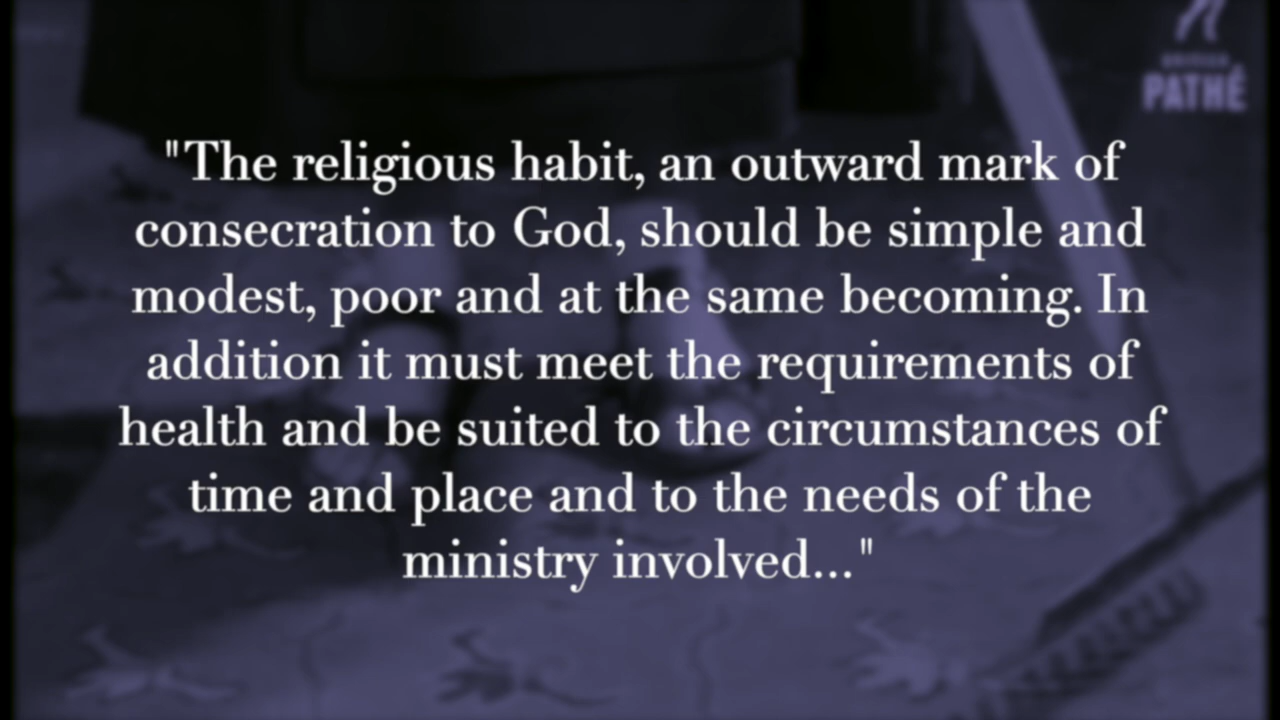 BRITISH
PATHÉ
"The religious habit, an outward mark of
consecration to God, should be simple and
modest, poor and at the same becoming. In
addition it must meet the requirements of
health and be suited to the circumstances of
time and place and to the needs of the
ministry involved..."